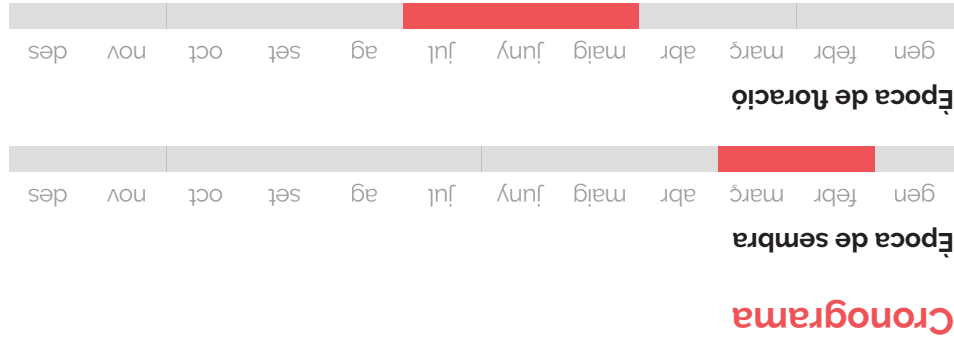 Cronograma
Època de sembra
gen febr març abr maig juny jul ag set oct nov des
Època de floració
gen febr març abr maig juny jul ag set oct nov des